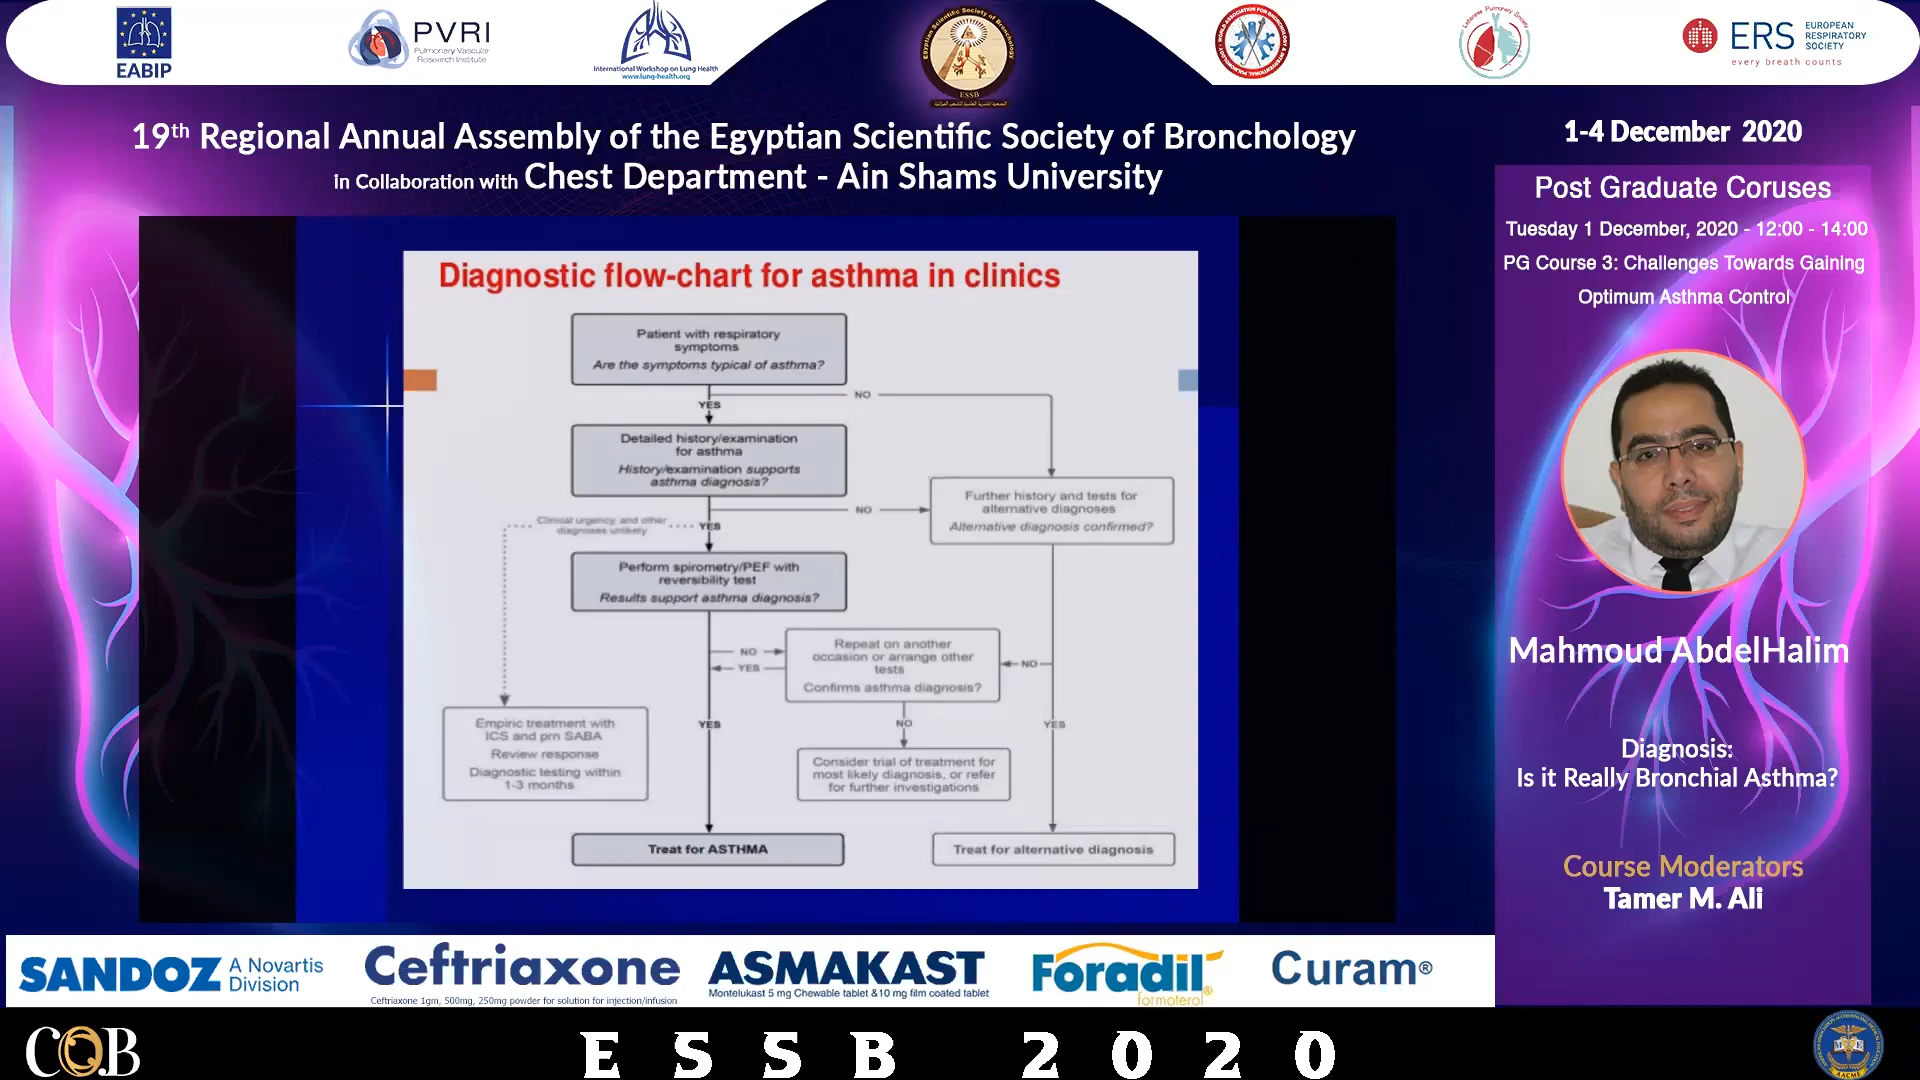 EABIP
PVRI
Pulmonary Vascular
Research Institute
International Workshop on Lung Health
www.lung-health.org
Egyptian Scientific Society of Bronchology
ESSB
ERS
EUROPEAN
RESPIRATORY
SOCIETY
every breath counts
19th Regional Annual Assembly of the Egyptian Scientific Society of Bronchology
in Collaboration with Chest Department - Ain Shams University
1-4 December 2020
Post Graduate Coruses
Tuesday 1 December, 2020 - 12:00 - 14:00
PG Course 3: Challenges Towards Gaining
Optimum Asthma Control
Diagnostic flow-chart for asthma in clinics
Patient with respiratory
symptoms
Are the symptoms typical of asthma?
NO
YES
Detailed history/examination
for asthma
History/examination supports
asthma diagnosis?
Further history and tests for
alternative diagnoses
Alternative diagnosis confirmed?
NO
Clinical urgency, and other
diagnoses unlikely
YES
Perform spirometry/PEF with
reversibility test
Results support asthma diagnosis?
Repeat on another
occasion or arrange other
tests
Confirms asthma diagnosis?
NO
YES
NO
Empiric treatment with
ICS and prn SABA
Review response
Diagnostic testing within
1-3 months
YES
NO
YES
Consider trial of treatment for
most likely diagnosis, or refer
for further investigations
Treat for ASTHMA
Treat for alternative diagnosis
Mahmoud AbdelHalim
Diagnosis:
Is it Really Bronchial Asthma?
Course Moderators
Tamer M. Ali
SANDOZ A Novartis
Division
Ceftriaxone
Ceftriaxone 1gm, 500mg, 250mg powder for solution for injection/infusion
ASMAKAST
Montelukast 5 mg Chewable tablet &10 mg film coated tablet
Foradil®
formoterol
Curam®
CQB
ESSB 2020